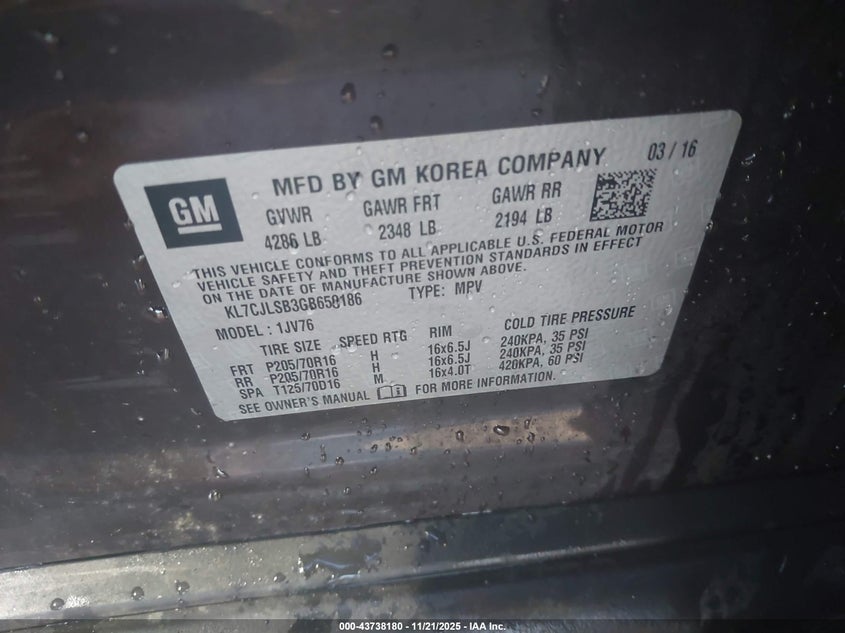 GM
MFD BY GM KOREA COMPANY 03 / 16
GVWR GAWR FRT GAWR RR
4286 LB 2348 LB 2194 LB
THIS VEHICLE CONFORMS TO ALL APPLICABLE U.S. FEDERAL MOTOR
VEHICLE SAFETY AND THEFT PREVENTION STANDARDS IN EFFECT
ON THE DATE OF MANUFACTURE SHOWN ABOVE.
KL7CJLSB3GB658186 TYPE: MPV
MODEL : 1JV76
TIRE SIZE SPEED RTG RIM COLD TIRE PRESSURE
FRT P205/70R16 H 16x6.5J 240KPA, 35 PSI
RR P205/70R16 H 16x6.5J 240KPA, 35 PSI
SPA T125/70D16 M 16x4.0T 420KPA, 60 PSI
SEE OWNER'S MANUAL FOR MORE INFORMATION.
000-43738180 - 11/21/2025 - IAA Inc.